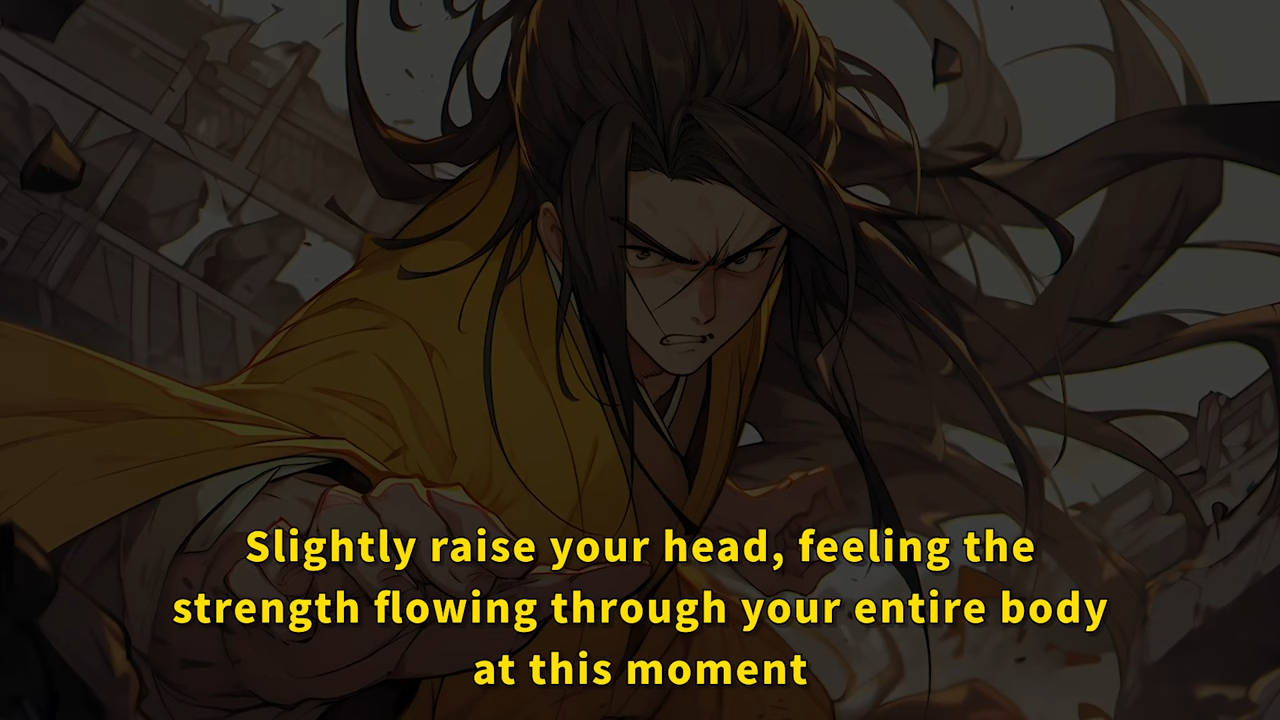 Slightly raise your head, feeling the
strength flowing through your entire body
at this moment